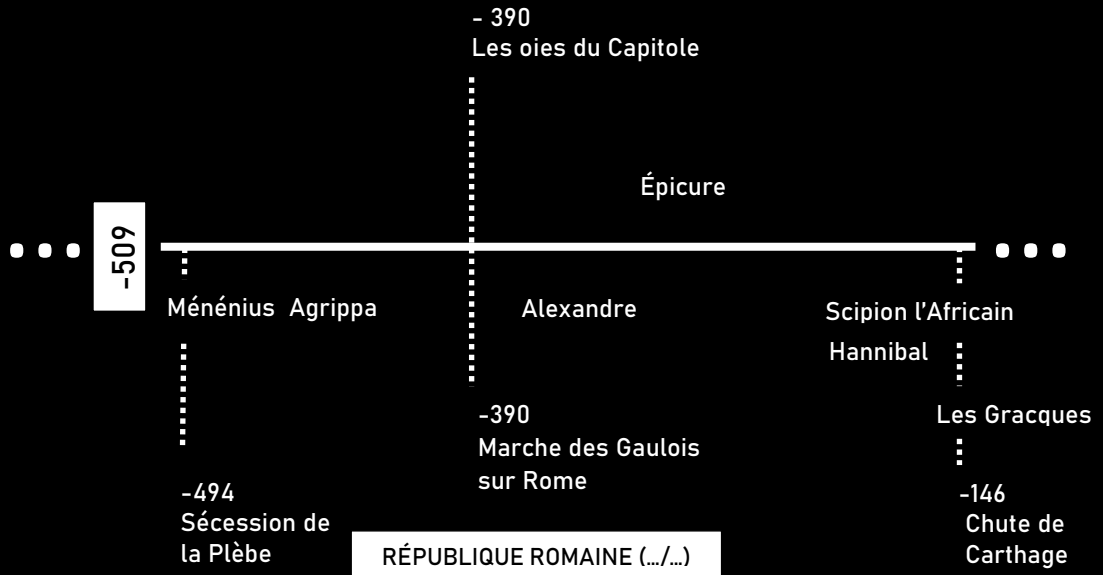 - 390
Les oies du Capitole
Épicure
-509
Ménénius Agrippa
Alexandre
Scipion l'Africain
Hannibal
Les Gracques
-390
Marche des Gaulois
sur Rome
-494
Sécession de
la Plèbe
-146
Chute de
Carthage
RÉPUBLIQUE ROMAINE (.../...)